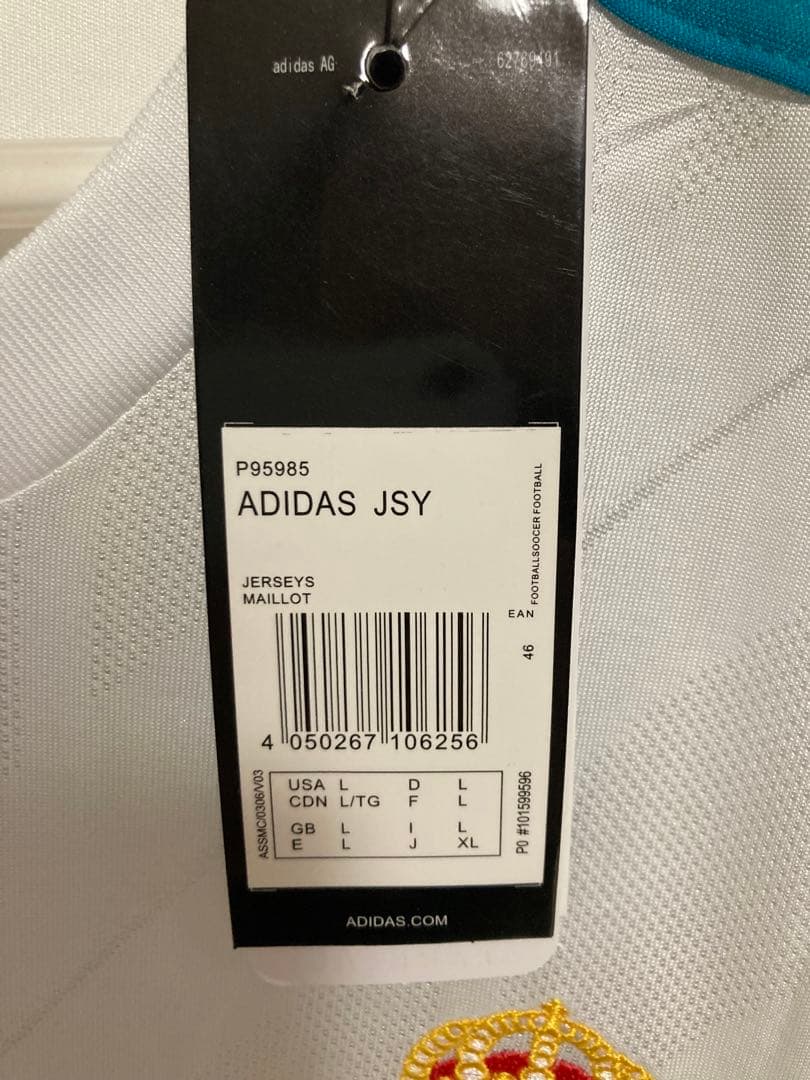 adidas AG
62769491
P95985
ADIDAS JSY
FOOTBALLSOCCER FOOTBALL
JERSEYS
MAILLOT
EAN
46
4 050267 106256
ASSMC/0306/V03
USA L D L
CDN L/TG F L
GB L I L
E L J XL
PO #101599596
ADIDAS.COM